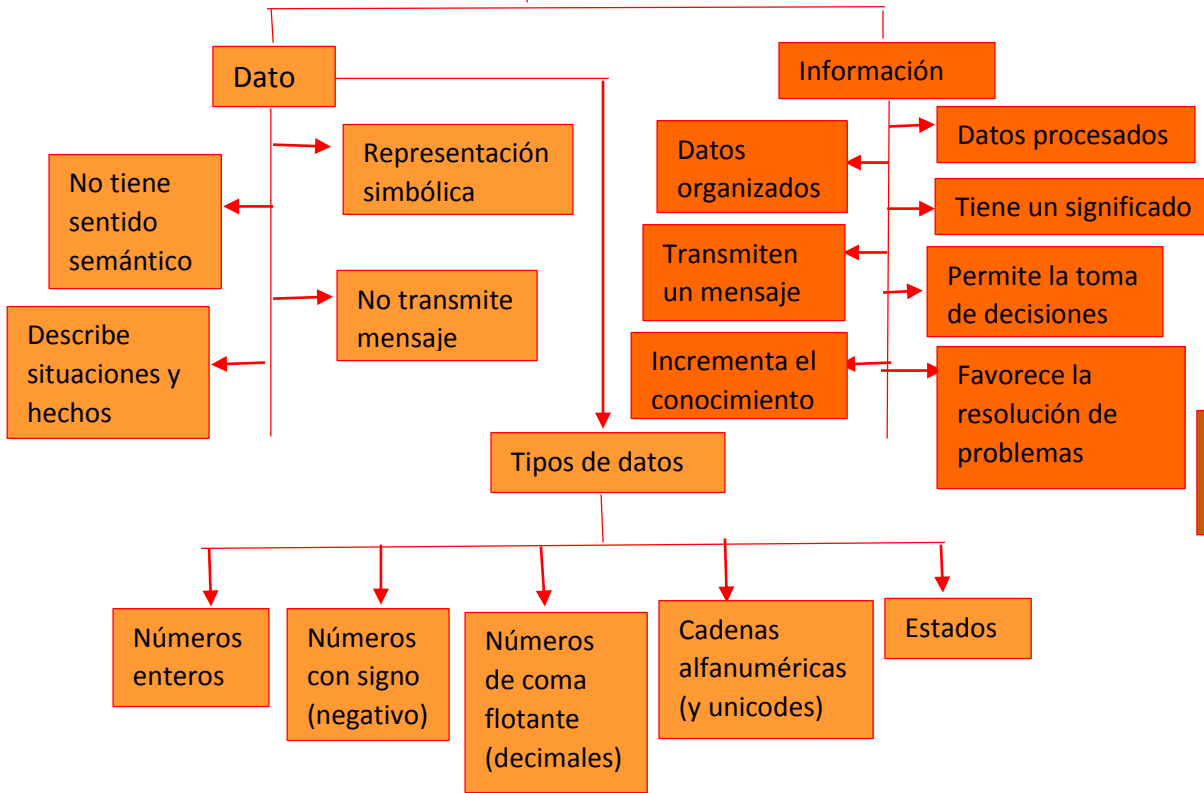 Dato
Información
Representación
simbólica
No tiene
sentido
semántico
No transmite
mensaje
Describe
situaciones y
hechos
Datos
organizados
Datos procesados
Tiene un significado
Transmiten
un mensaje
Permite la toma
de decisiones
Incrementa el
conocimiento
Favorece la
resolución de
problemas
Tipos de datos
Números
enteros
Números
con signo
(negativo)
Números
de coma
flotante
(decimales)
Cadenas
alfanuméricas
(y unicodes)
Estados